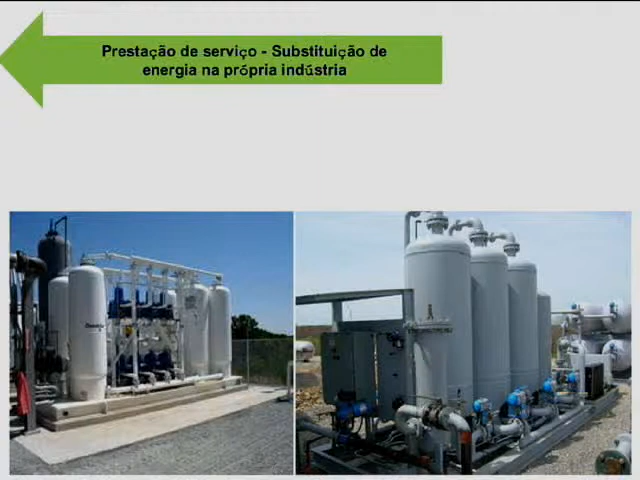 Prestação de serviço - Substituição de
energia na própria indústria